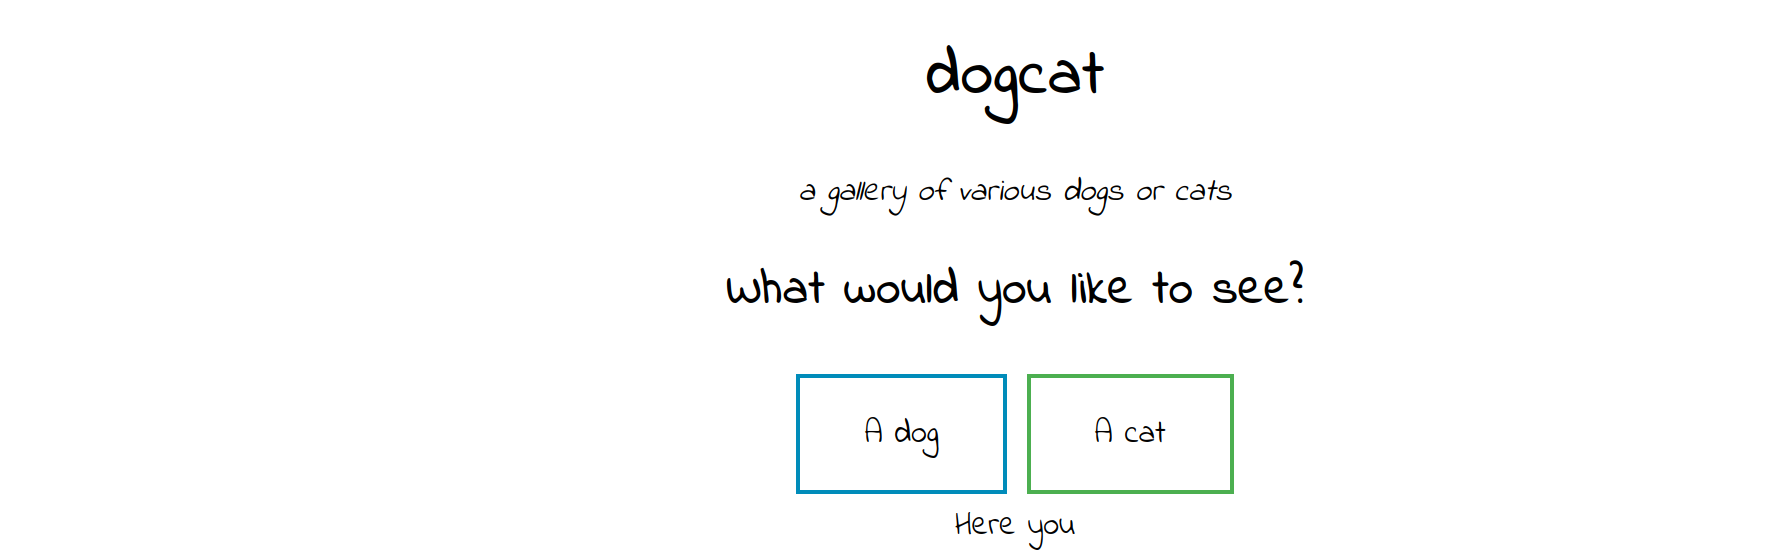 dogcat
a gallery of various dogs or cats
What would you like to see?
A dog A cat
Here you